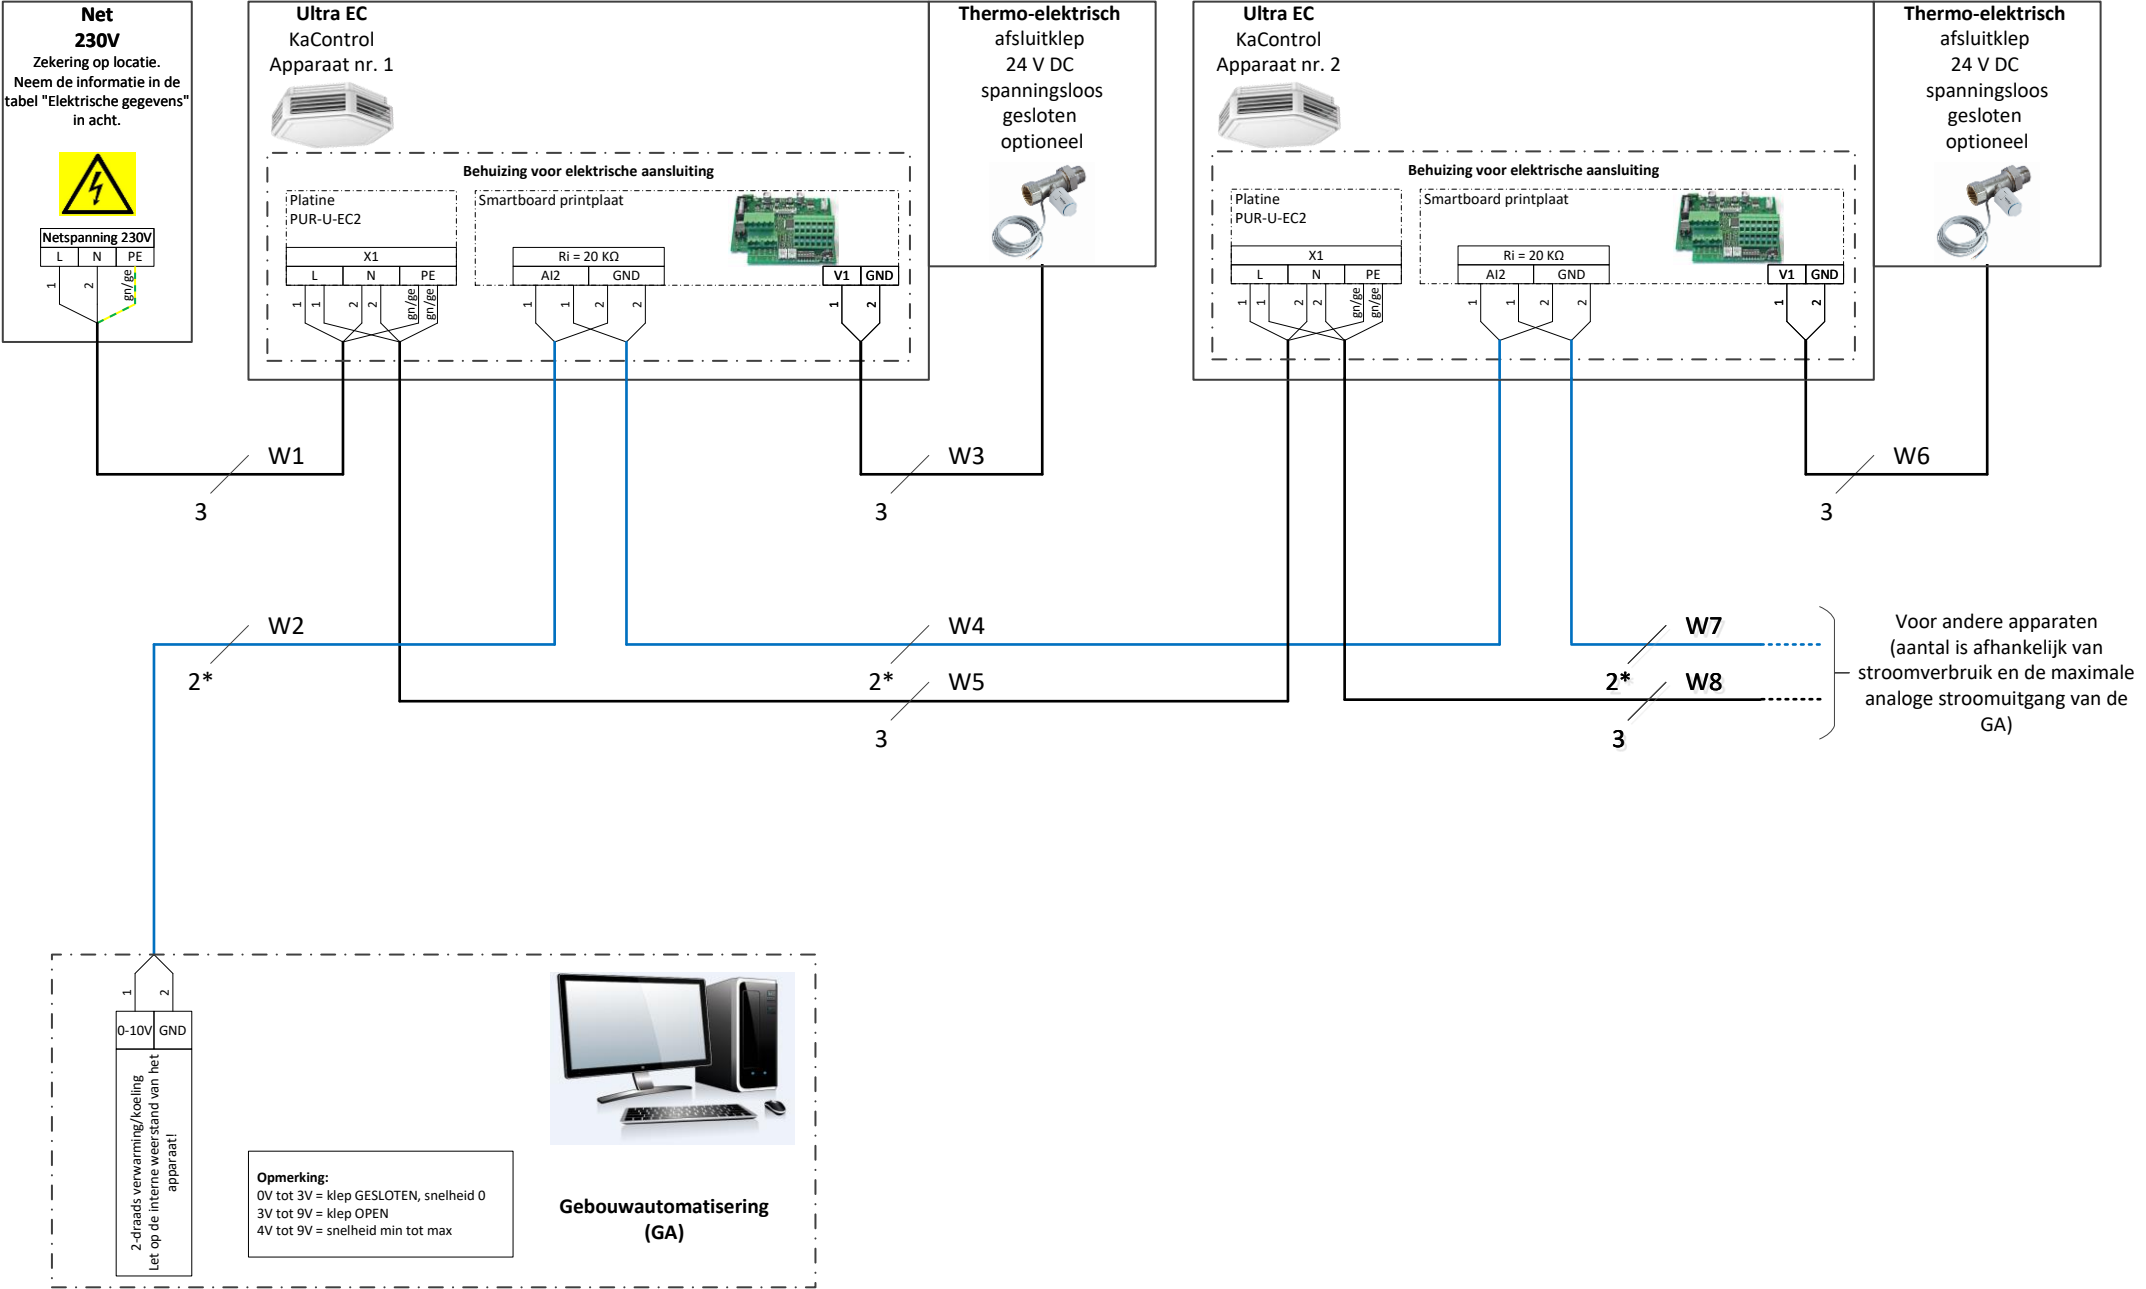 Net
230V
Zekering op locatie.
Neem de informatie in de
tabel "Elektrische gegevens"
in acht.
Netspanning 230V
L N PE
1 2 gn/ge
Ultra EC
KaControl
Apparaat nr. 1
Behuizing voor elektrische aansluiting
Platine
PUR-U-EC2
X1
L N PE
1 1 2 2 gn/ge gn/ge
Smartboard printplaat
Ri = 20 KΩ
AI2 GND
1 1 2 2
V1 GND
1 2
Thermo-elektrisch
afsluitklep
24 V DC
spanningsloos
gesloten
optioneel
Ultra EC
KaControl
Apparaat nr. 2
Behuizing voor elektrische aansluiting
Platine
PUR-U-EC2
X1
L N PE
1 1 2 2 gn/ge gn/ge
Smartboard printplaat
Ri = 20 KΩ
AI2 GND
1 1 2 2
V1 GND
1 2
Thermo-elektrisch
afsluitklep
24 V DC
spanningsloos
gesloten
optioneel
W1
3
W3
3
W6
3
W2
2*
W4
2*
W5
3
W7
2*
W8
3
Voor andere apparaten
(aantal is afhankelijk van
stroomverbruik en de maximale
analoge stroomuitgang van de
GA)
1 2
0-10V GND
2-draads verwarming/koeling
Let op de interne weerstand van het
apparaat!
Opmerking:
0V tot 3V = klep GESLOTEN, snelheid 0
3V tot 9V = klep OPEN
4V tot 9V = snelheid min tot max
Gebouwautomatisering
(GA)